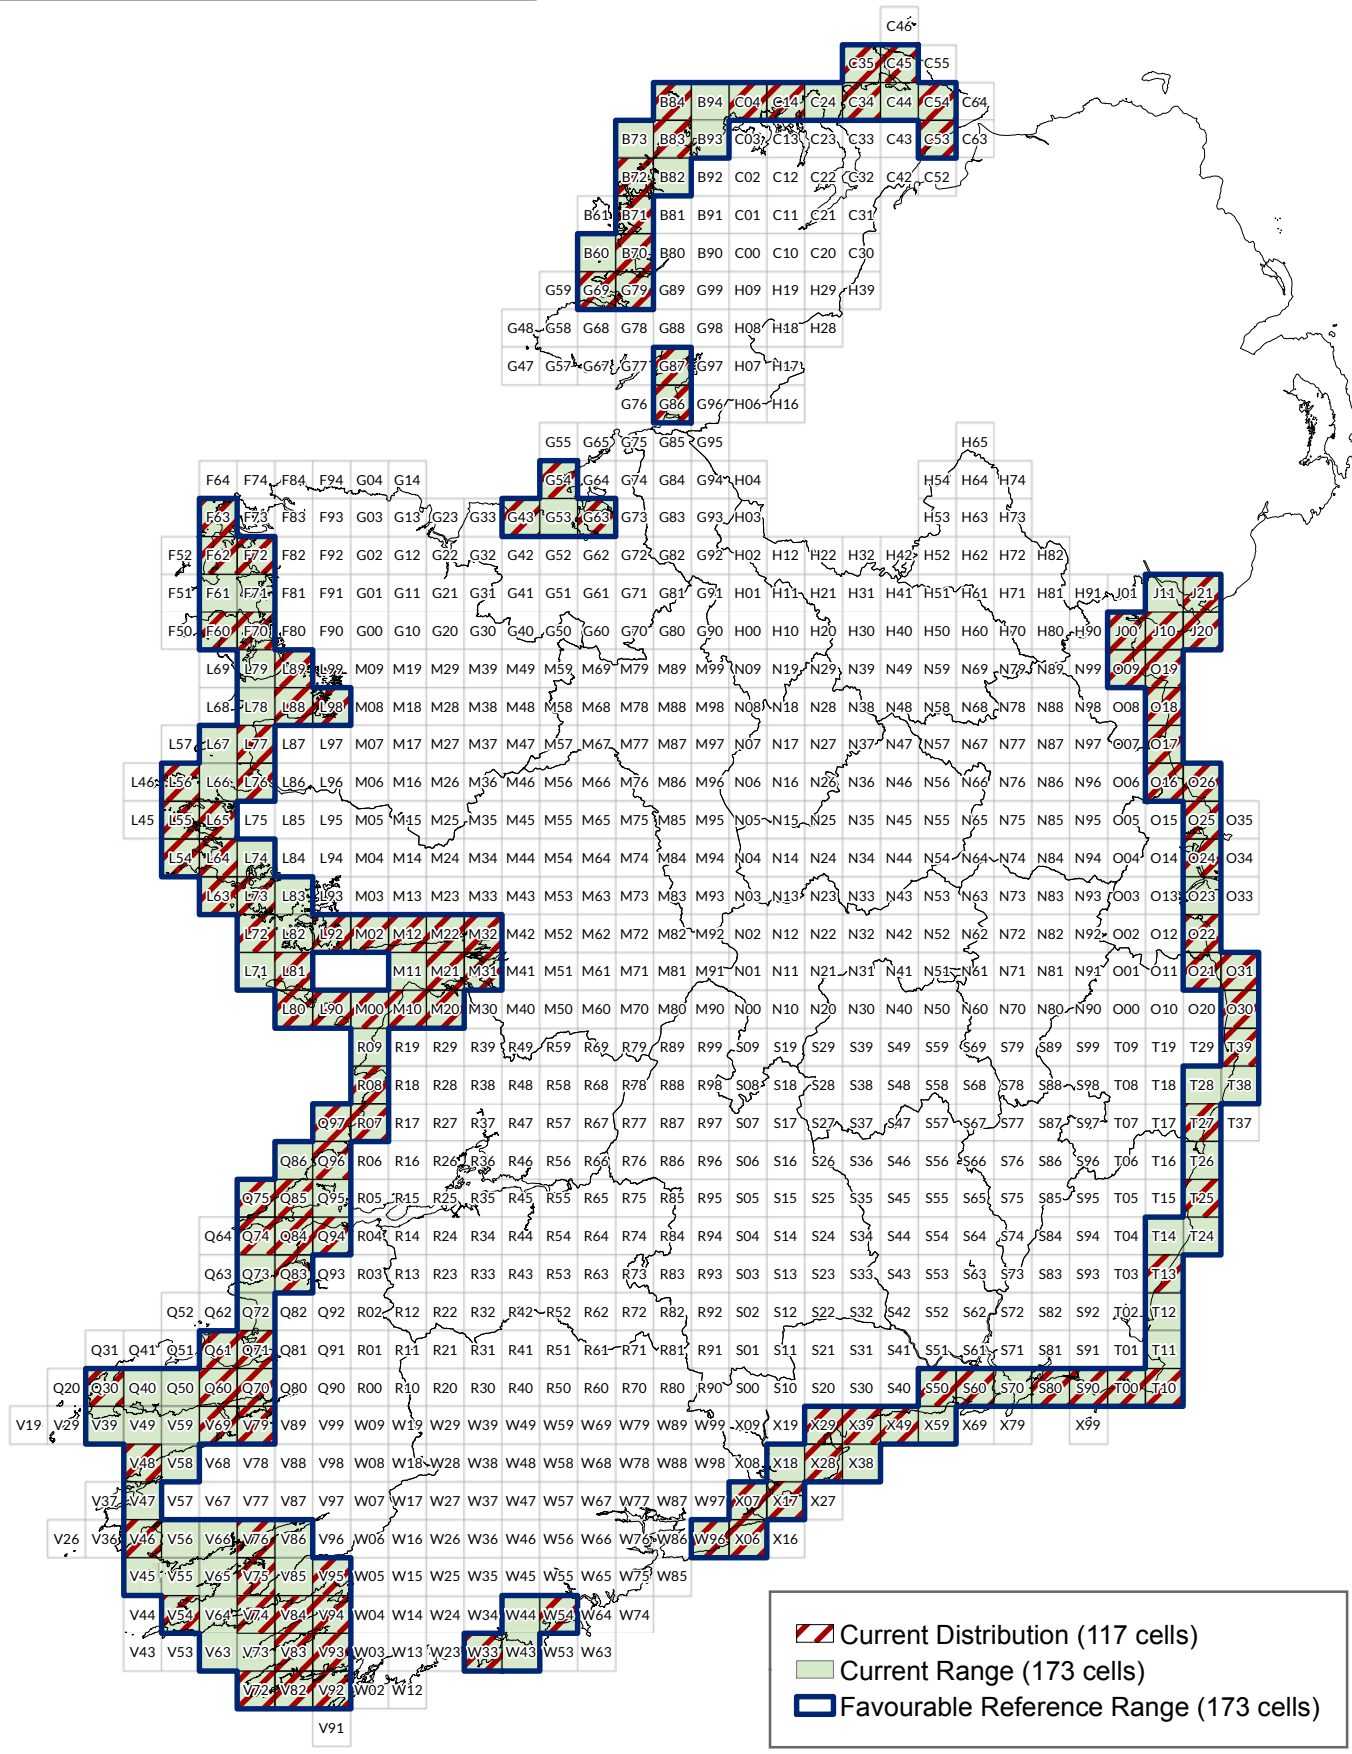 C46
C35 C45 C55
B84 B94 C04 C14 C24 C34 C44 C54 C64
B73 B83 B93 C03 C13 C23 C33 C43 C53 C63
B72 B82 B92 C02 C12 C22 C32 C42 C52
B61 B71 B81 B91 C01 C11 C21 C31
B60 B70 B80 B90 C00 C10 C20 C30
G59 G69 G79 G89 G99 H09 H19 H29 H39
G48 G58 G68 G78 G88 G98 H08 H18 H28
G47 G57 G67 G77 G87 G97 H07 H17
G76 G86 G96 H06 H16
G55 G65 G75 G85 G95 H65
F64 F74 F84 F94 G04 G14 G54 G64 G74 G84 G94 H04 H54 H64 H74
F63 F73 F83 F93 G03 G13 G23 G33 G43 G53 G63 G73 G83 G93 H03 H53 H63 H73
F52 F62 F72 F82 F92 G02 G12 G22 G32 G42 G52 G62 G72 G82 G92 H02 H12 H22 H32 H42 H52 H62 H72 H82
F51 F61 F71 F81 F91 G01 G11 G21 G31 G41 G51 G61 G71 G81 G91 H01 H11 H21 H31 H41 H51 H61 H71 H81 H91 J01 J11 J21
F50 F60 F70 F80 F90 G00 G10 G20 G30 G40 G50 G60 G70 G80 G90 H00 H10 H20 H30 H40 H50 H60 H70 H80 H90 J00 J10 J20
L69 L79 L89 L99 M09 M19 M29 M39 M49 M59 M69 M79 M89 M99 N09 N19 N29 N39 N49 N59 N69 N79 N89 N99 O09 O19
L68 L78 L88 L98 M08 M18 M28 M38 M48 M58 M68 M78 M88 M98 N08 N18 N28 N38 N48 N58 N68 N78 N88 N98 O08 O18
L57 L67 L77 L87 L97 M07 M17 M27 M37 M47 M57 M67 M77 M87 M97 N07 N17 N27 N37 N47 N57 N67 N77 N87 N97 O07 O17
L46 L56 L66 L76 L86 L96 M06 M16 M26 M36 M46 M56 M66 M76 M86 M96 N06 N16 N26 N36 N46 N56 N66 N76 N86 N96 O06 O16 O26
L45 L55 L65 L75 L85 L95 M05 M15 M25 M35 M45 M55 M65 M75 M85 M95 N05 N15 N25 N35 N45 N55 N65 N75 N85 N95 O05 O15 O25 O35
L54 L64 L74 L84 L94 M04 M14 M24 M34 M44 M54 M64 M74 M84 M94 N04 N14 N24 N34 N44 N54 N64 N74 N84 N94 O04 O14 O24 O34
L63 L73 L83 L93 M03 M13 M23 M33 M43 M53 M63 M73 M83 M93 N03 N13 N23 N33 N43 N53 N63 N73 N83 N93 O03 O13 O23 O33
L72 L82 L92 M02 M12 M22 M32 M42 M52 M62 M72 M82 M92 N02 N12 N22 N32 N42 N52 N62 N72 N82 N92 O02 O12 O22
L71 L81 M11 M21 M31 M41 M51 M61 M71 M81 M91 N01 N11 N21 N31 N41 N51 N61 N71 N81 N91 O01 O11 O21 O31
L80 L90 M00 M10 M20 M30 M40 M50 M60 M70 M80 M90 N00 N10 N20 N30 N40 N50 N60 N70 N80 N90 O00 O10 O20 O30
R09 R19 R29 R39 R49 R59 R69 R79 R89 R99 S09 S19 S29 S39 S49 S59 S69 S79 S89 S99 T09 T19 T29 T39
R08 R18 R28 R38 R48 R58 R68 R78 R88 R98 S08 S18 S28 S38 S48 S58 S68 S78 S88 S98 T08 T18 T28 T38
Q97 R07 R17 R27 R37 R47 R57 R67 R77 R87 R97 S07 S17 S27 S37 S47 S57 S67 S77 S87 S97 T07 T17 T27 T37
Q86 Q96 R06 R16 R26 R36 R46 R56 R66 R76 R86 R96 S06 S16 S26 S36 S46 S56 S66 S76 S86 S96 T06 T16 T26
Q75 Q85 Q95 R05 R15 R25 R35 R45 R55 R65 R75 R85 R95 S05 S15 S25 S35 S45 S55 S65 S75 S85 S95 T05 T15 T25
Q64 Q74 Q84 Q94 R04 R14 R24 R34 R44 R54 R64 R74 R84 R94 S04 S14 S24 S34 S44 S54 S64 S74 S84 S94 T04 T14 T24
Q63 Q73 Q83 Q93 R03 R13 R23 R33 R43 R53 R63 R73 R83 R93 S03 S13 S23 S33 S43 S53 S63 S73 S83 S93 T03 T13
Q52 Q62 Q72 Q82 Q92 R02 R12 R22 R32 R42 R52 R62 R72 R82 R92 S02 S12 S22 S32 S42 S52 S62 S72 S82 S92 T02 T12
Q31 Q41 Q51 Q61 Q71 Q81 Q91 R01 R11 R21 R31 R41 R51 R61 R71 R81 R91 S01 S11 S21 S31 S41 S51 S61 S71 S81 S91 T01 T11
Q20 Q30 Q40 Q50 Q60 Q70 Q80 Q90 R00 R10 R20 R30 R40 R50 R60 R70 R80 R90 S00 S10 S20 S30 S40 S50 S60 S70 S80 S90 T00 T10
V19 V29 V39 V49 V59 V69 V79 V89 V99 W09 W19 W29 W39 W49 W59 W69 W79 W89 W99 X09 X19 X29 X39 X49 X59 X69 X79 X99
V48 V58 V68 V78 V88 V98 W08 W18 W28 W38 W48 W58 W68 W78 W88 W98 X08 X18 X28 X38
V37 V47 V57 V67 V77 V87 V97 W07 W17 W27 W37 W47 W57 W67 W77 W87 W97 X07 X17 X27
V26 V36 V46 V56 V66 V76 V86 V96 W06 W16 W26 W36 W46 W56 W66 W76 W86 W96 X06 X16
V45 V55 V65 V75 V85 V95 W05 W15 W25 W35 W45 W55 W65 W75 W85
V44 V54 V64 V74 V84 V94 W04 W14 W24 W34 W44 W54 W64 W74
V43 V53 V63 V73 V83 V93 W03 W13 W23 W33 W43 W53 W63
V72 V82 V92 W02 W12
V91
Current Distribution (117 cells)
Current Range (173 cells)
Favourable Reference Range (173 cells)